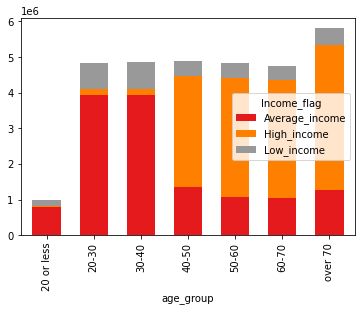 1e6
6
5
4
3
2
1
0
Income_flag
Average_income
High_income
Low_income
20 or less
20-30
30-40
40-50
50-60
60-70
over 70
age_group